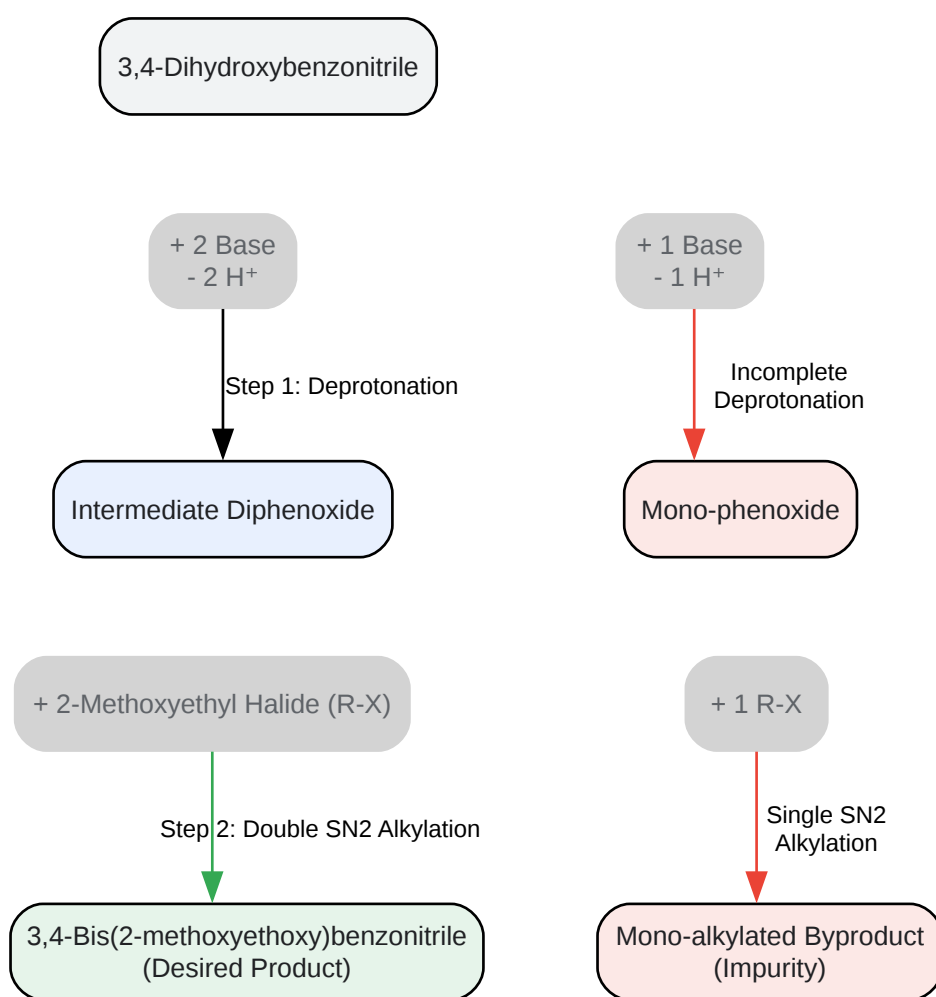 3,4-Dihydroxybenzonitrile
+ 2 Base
- 2 H⁺
+ 1 Base
- 1 H⁺
Step 1: Deprotonation
Incomplete
Deprotonation
Intermediate Diphenoxide
Mono-phenoxide
+ 2-Methoxyethyl Halide (R-X)
+ 1 R-X
Step 2: Double SN2 Alkylation
Single SN2
Alkylation
3,4-Bis(2-methoxyethoxy)benzonitrile
(Desired Product)
Mono-alkylated Byproduct
(Impurity)